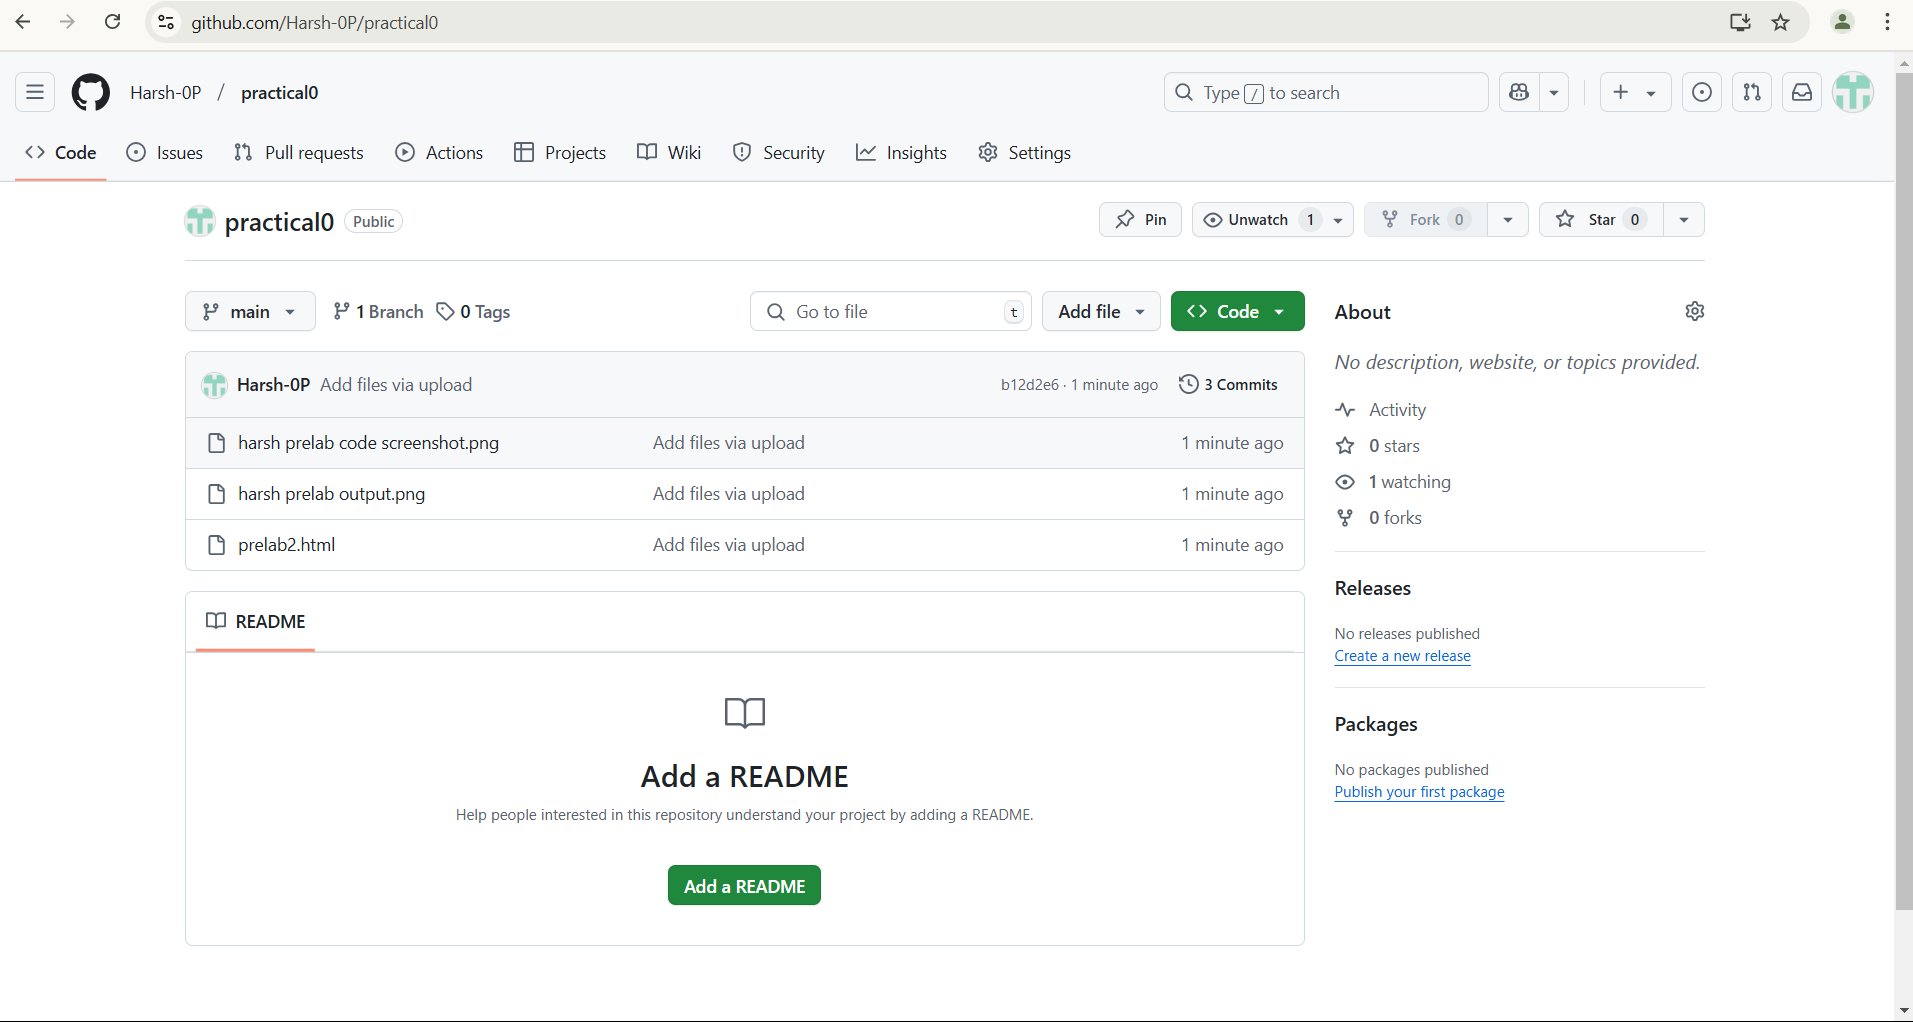 github.com/Harsh-0P/practical0
Harsh-0P / practical0
Type / to search
Code Issues Pull requests Actions Projects Wiki Security Insights Settings
practical0 Public
Pin Unwatch 1 Fork 0 Star 0
main 1 Branch 0 Tags Go to file t Add file Code
Harsh-0P Add files via upload b12d2e6 · 1 minute ago 3 Commits
harsh prelab code screenshot.png Add files via upload 1 minute ago
harsh prelab output.png Add files via upload 1 minute ago
prelab2.html Add files via upload 1 minute ago
README
Add a README
Help people interested in this repository understand your project by adding a README.
Add a README
About
No description, website, or topics provided.
Activity
0 stars
1 watching
0 forks
Releases
No releases published
Create a new release
Packages
No packages published
Publish your first package